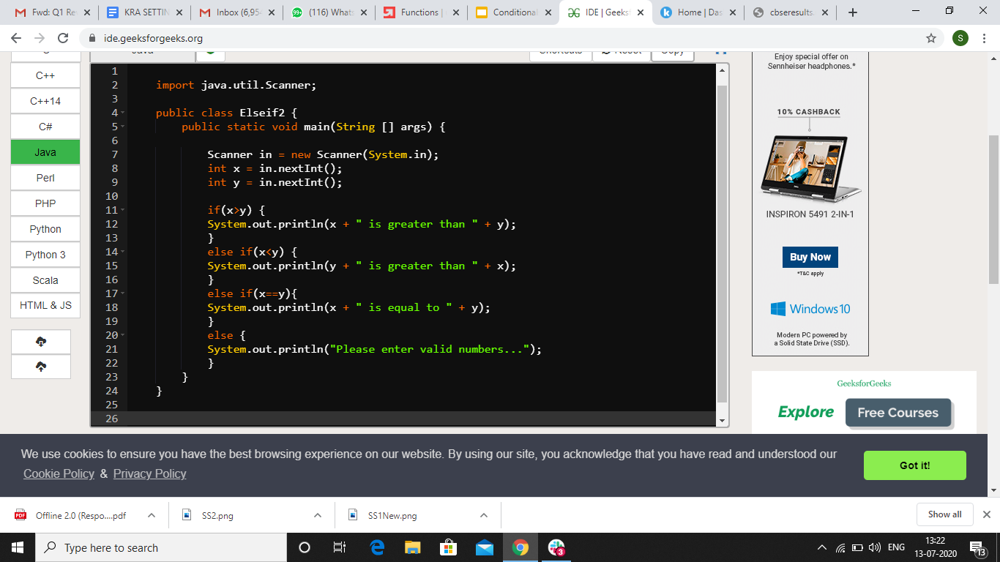 Fwd: Q1 Re
KRA SETTIN
Inbox (6,95
(116) Whats
Functions |
Conditional
IDE | Geeks
Home | Das
cbseresults.
ide.geeksforgeeks.org
S
Java
Shortcuts
Reset
Copy
C++
C++14
C#
Java
Perl
PHP
Python
Python 3
Scala
HTML & JS
1
2 import java.util.Scanner;
3
4 public class Elseif2 {
5 public static void main(String [] args) {
6
7 Scanner in = new Scanner(System.in);
8 int x = in.nextInt();
9 int y = in.nextInt();
10
11 if(x>y) {
12 System.out.println(x + " is greater than " + y);
13 }
14 else if(x<y) {
15 System.out.println(y + " is greater than " + x);
16 }
17 else if(x==y){
18 System.out.println(x + " is equal to " + y);
19 }
20 else {
21 System.out.println("Please enter valid numbers...");
22 }
23 }
24 }
25
26
Enjoy special offer on
Sennheiser headphones.*
10% CASHBACK
INSPIRON 5491 2-IN-1
Buy Now
*T&C apply
Windows 10
Modern PC powered by
a Solid State Drive (SSD).
GeeksforGeeks
Explore Free Courses
We use cookies to ensure you have the best browsing experience on our website. By using our site, you acknowledge that you have read and understood our
Cookie Policy & Privacy Policy
Got it!
PDF
Offline 2.0 (Respo....pdf
SS2.png
SS1New.png
Show all
Type here to search
3
ENG
13:22
13-07-2020
13